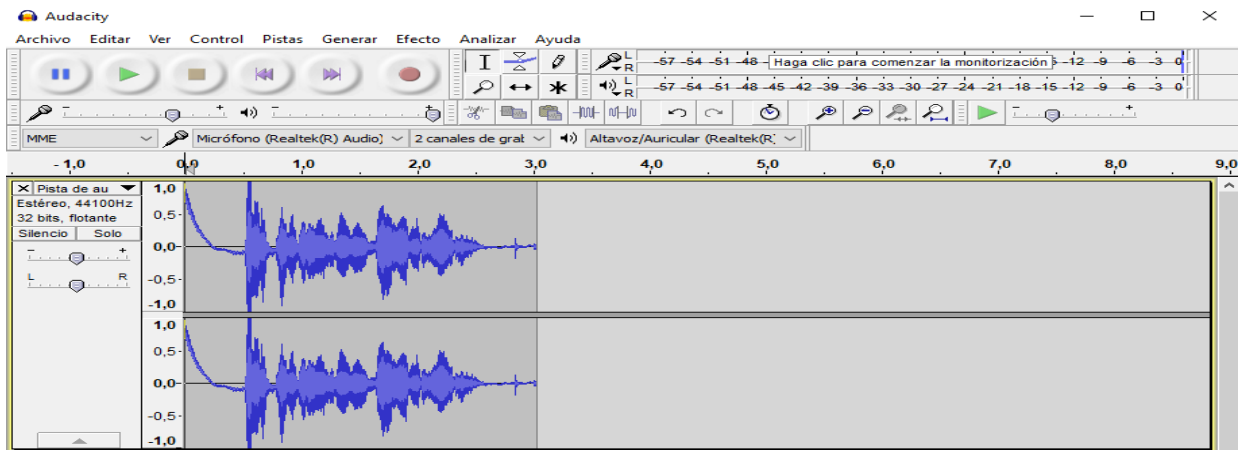 Audacity
Archivo Editar Ver Control Pistas Generar Efecto Analizar Ayuda
L
R
-57 -54 -51 -48 Haga clic para comenzar la monitorización -12 -9 -6 -3 0
L
R
-57 -54 -51 -48 -45 -42 -39 -36 -33 -30 -27 -24 -21 -18 -15 -12 -9 -6 -3 0
- + - + - +
MME Micrófono (Realtek(R) Audio) 2 canales de gral Altavoz/Auricular (Realtek(R)
- 1,0 0,0 1,0 2,0 3,0 4,0 5,0 6,0 7,0 8,0 9,0
X Pista de au
Estéreo, 44100Hz
32 bits, flotante
Silencio Solo
- +
L R
1,0
0,5
0,0
-0,5
-1,0
1,0
0,5
0,0
-0,5
-1,0